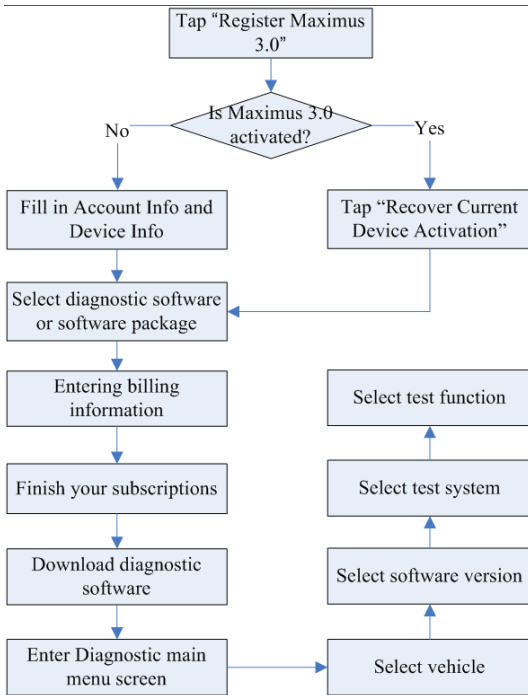 Tap “Register Maximus
3.0”
Is Maximus 3.0
activated?
No
Yes
Fill in Account Info and
Device Info
Tap “Recover Current
Device Activation”
Select diagnostic software
or software package
Entering billing
information
Select test function
Finish your subscriptions
Select test system
Download diagnostic
software
Select software version
Enter Diagnostic main
menu screen
Select vehicle